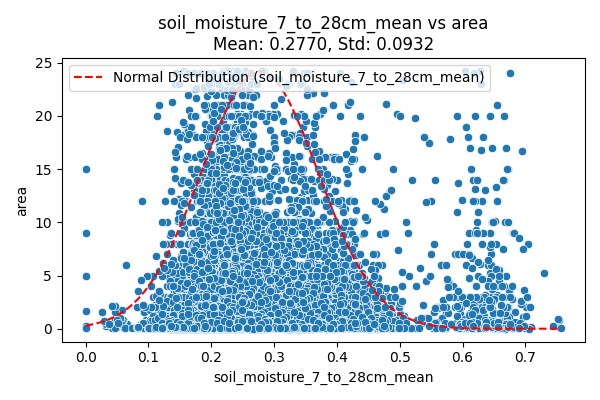 soil_moisture_7_to_28cm_mean vs area
Mean: 0.2770, Std: 0.0932
Normal Distribution (soil_moisture_7_to_28cm_mean)
25
20
15
10
5
0
area
0.0 0.1 0.2 0.3 0.4 0.5 0.6 0.7
soil_moisture_7_to_28cm_mean